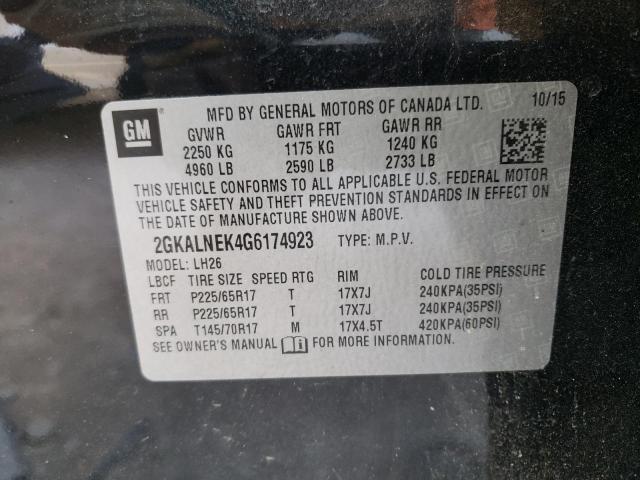 GM
MFD BY GENERAL MOTORS OF CANADA LTD. 10/15
GVWR GAWR FRT GAWR RR
2250 KG 1175 KG 1240 KG
4960 LB 2590 LB 2733 LB
THIS VEHICLE CONFORMS TO ALL APPLICABLE U.S. FEDERAL MOTOR
VEHICLE SAFETY AND THEFT PREVENTION STANDARDS IN EFFECT ON
THE DATE OF MANUFACTURE SHOWN ABOVE.
2GKALNEK4G6174923 TYPE: M.P.V.
MODEL: LH26
LBCF TIRE SIZE SPEED RTG RIM COLD TIRE PRESSURE
FRT P225/65R17 T 17X7J 240KPA(35PSI)
RR P225/65R17 T 17X7J 240KPA(35PSI)
SPA T145/70R17 M 17X4.5T 420KPA(60PSI)
SEE OWNER'S MANUAL i FOR MORE INFORMATION.